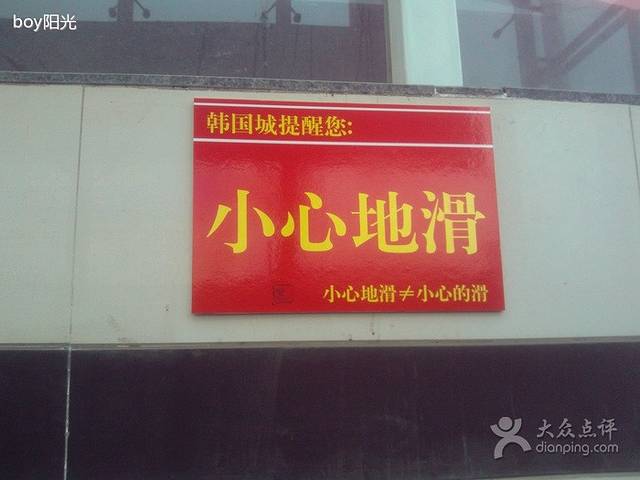 boy阳光
韩国城提醒您:
小心地滑
小心地滑≠小心的滑
大众点评
dianping.com